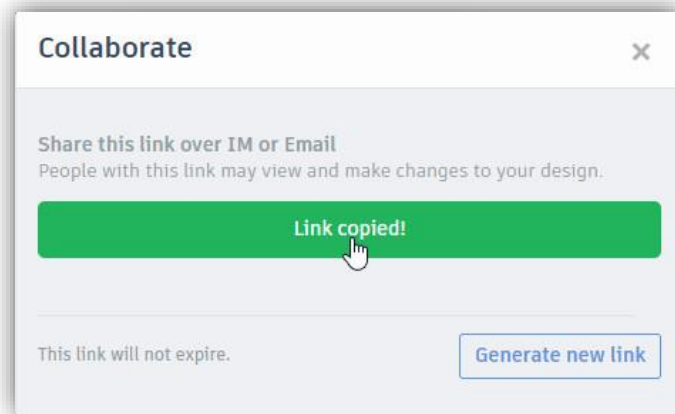 Collaborate
Share this link over IM or Email
People with this link may view and make changes to your design.
Link copied!
This link will not expire.
Generate new link